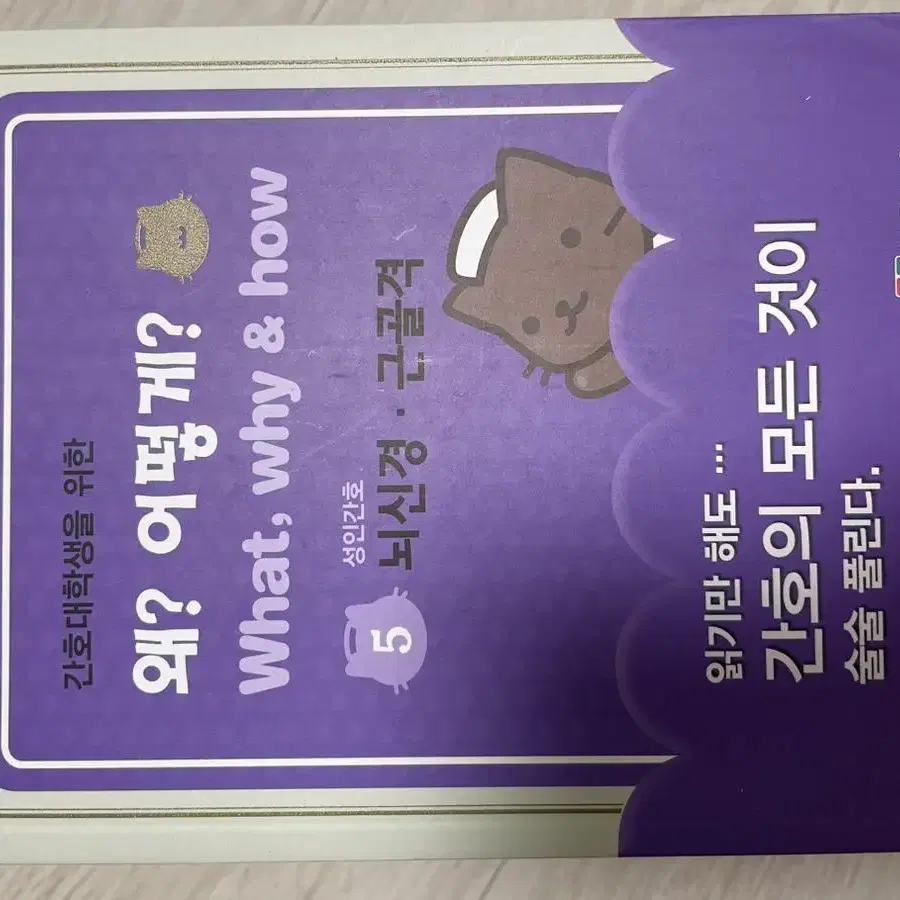 간호대학생을 위한
왜? 어떻게?
What, why & how
5
성인간호
뇌신경 · 근골격
읽기만 해도 ....
간호의 모든 것이
술술 풀린다.